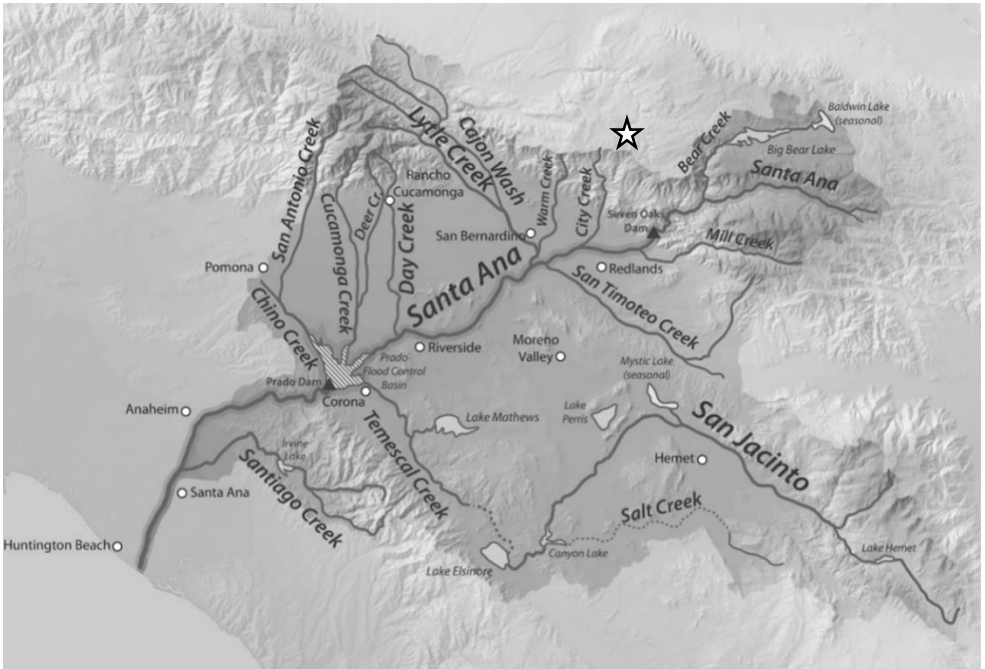 Baldwin Lake
(seasonal)
Lytle Creek
Cajon Wash
Bear Creek
Big Bear Lake
San Antonio Creek
Rancho
Cucamonga
Warm Creek
City Creek
Santa Ana
Cucamonga Creek
Deer Cr.
Day Creek
Seven Oaks
Dam
San Bernardino
Mill Creek
Pomona
Santa Ana
Redlands
San Timoteo Creek
Chino Creek
Riverside
Moreno
Valley
Prado
Flood Control
Basin
Mystic Lake
(seasonal)
Prado Dam
Corona
Anaheim
Temescal Creek
Lake Mathews
Lake
Perris
San Jacinto
Irvine
Lake
Santiago Creek
Hemet
Santa Ana
Salt Creek
Huntington Beach
Canyon Lake
Lake Hemet
Lake Elsinore